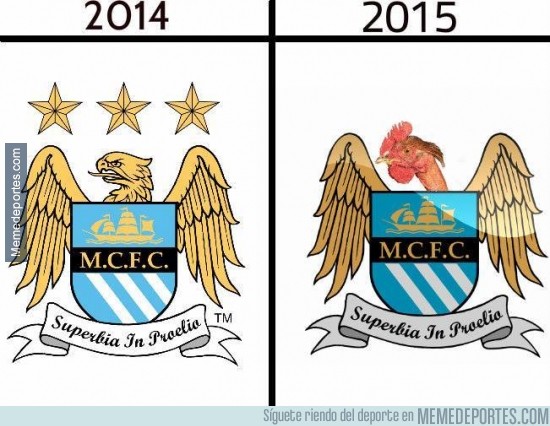 2014
2015
Memedeportes.com
M.C.F.C.
Superbia In Proelio
TM
M.C.F.C.
Superbia In Proelio
Síguete riendo del deporte en MEMEDEPORTES.COM